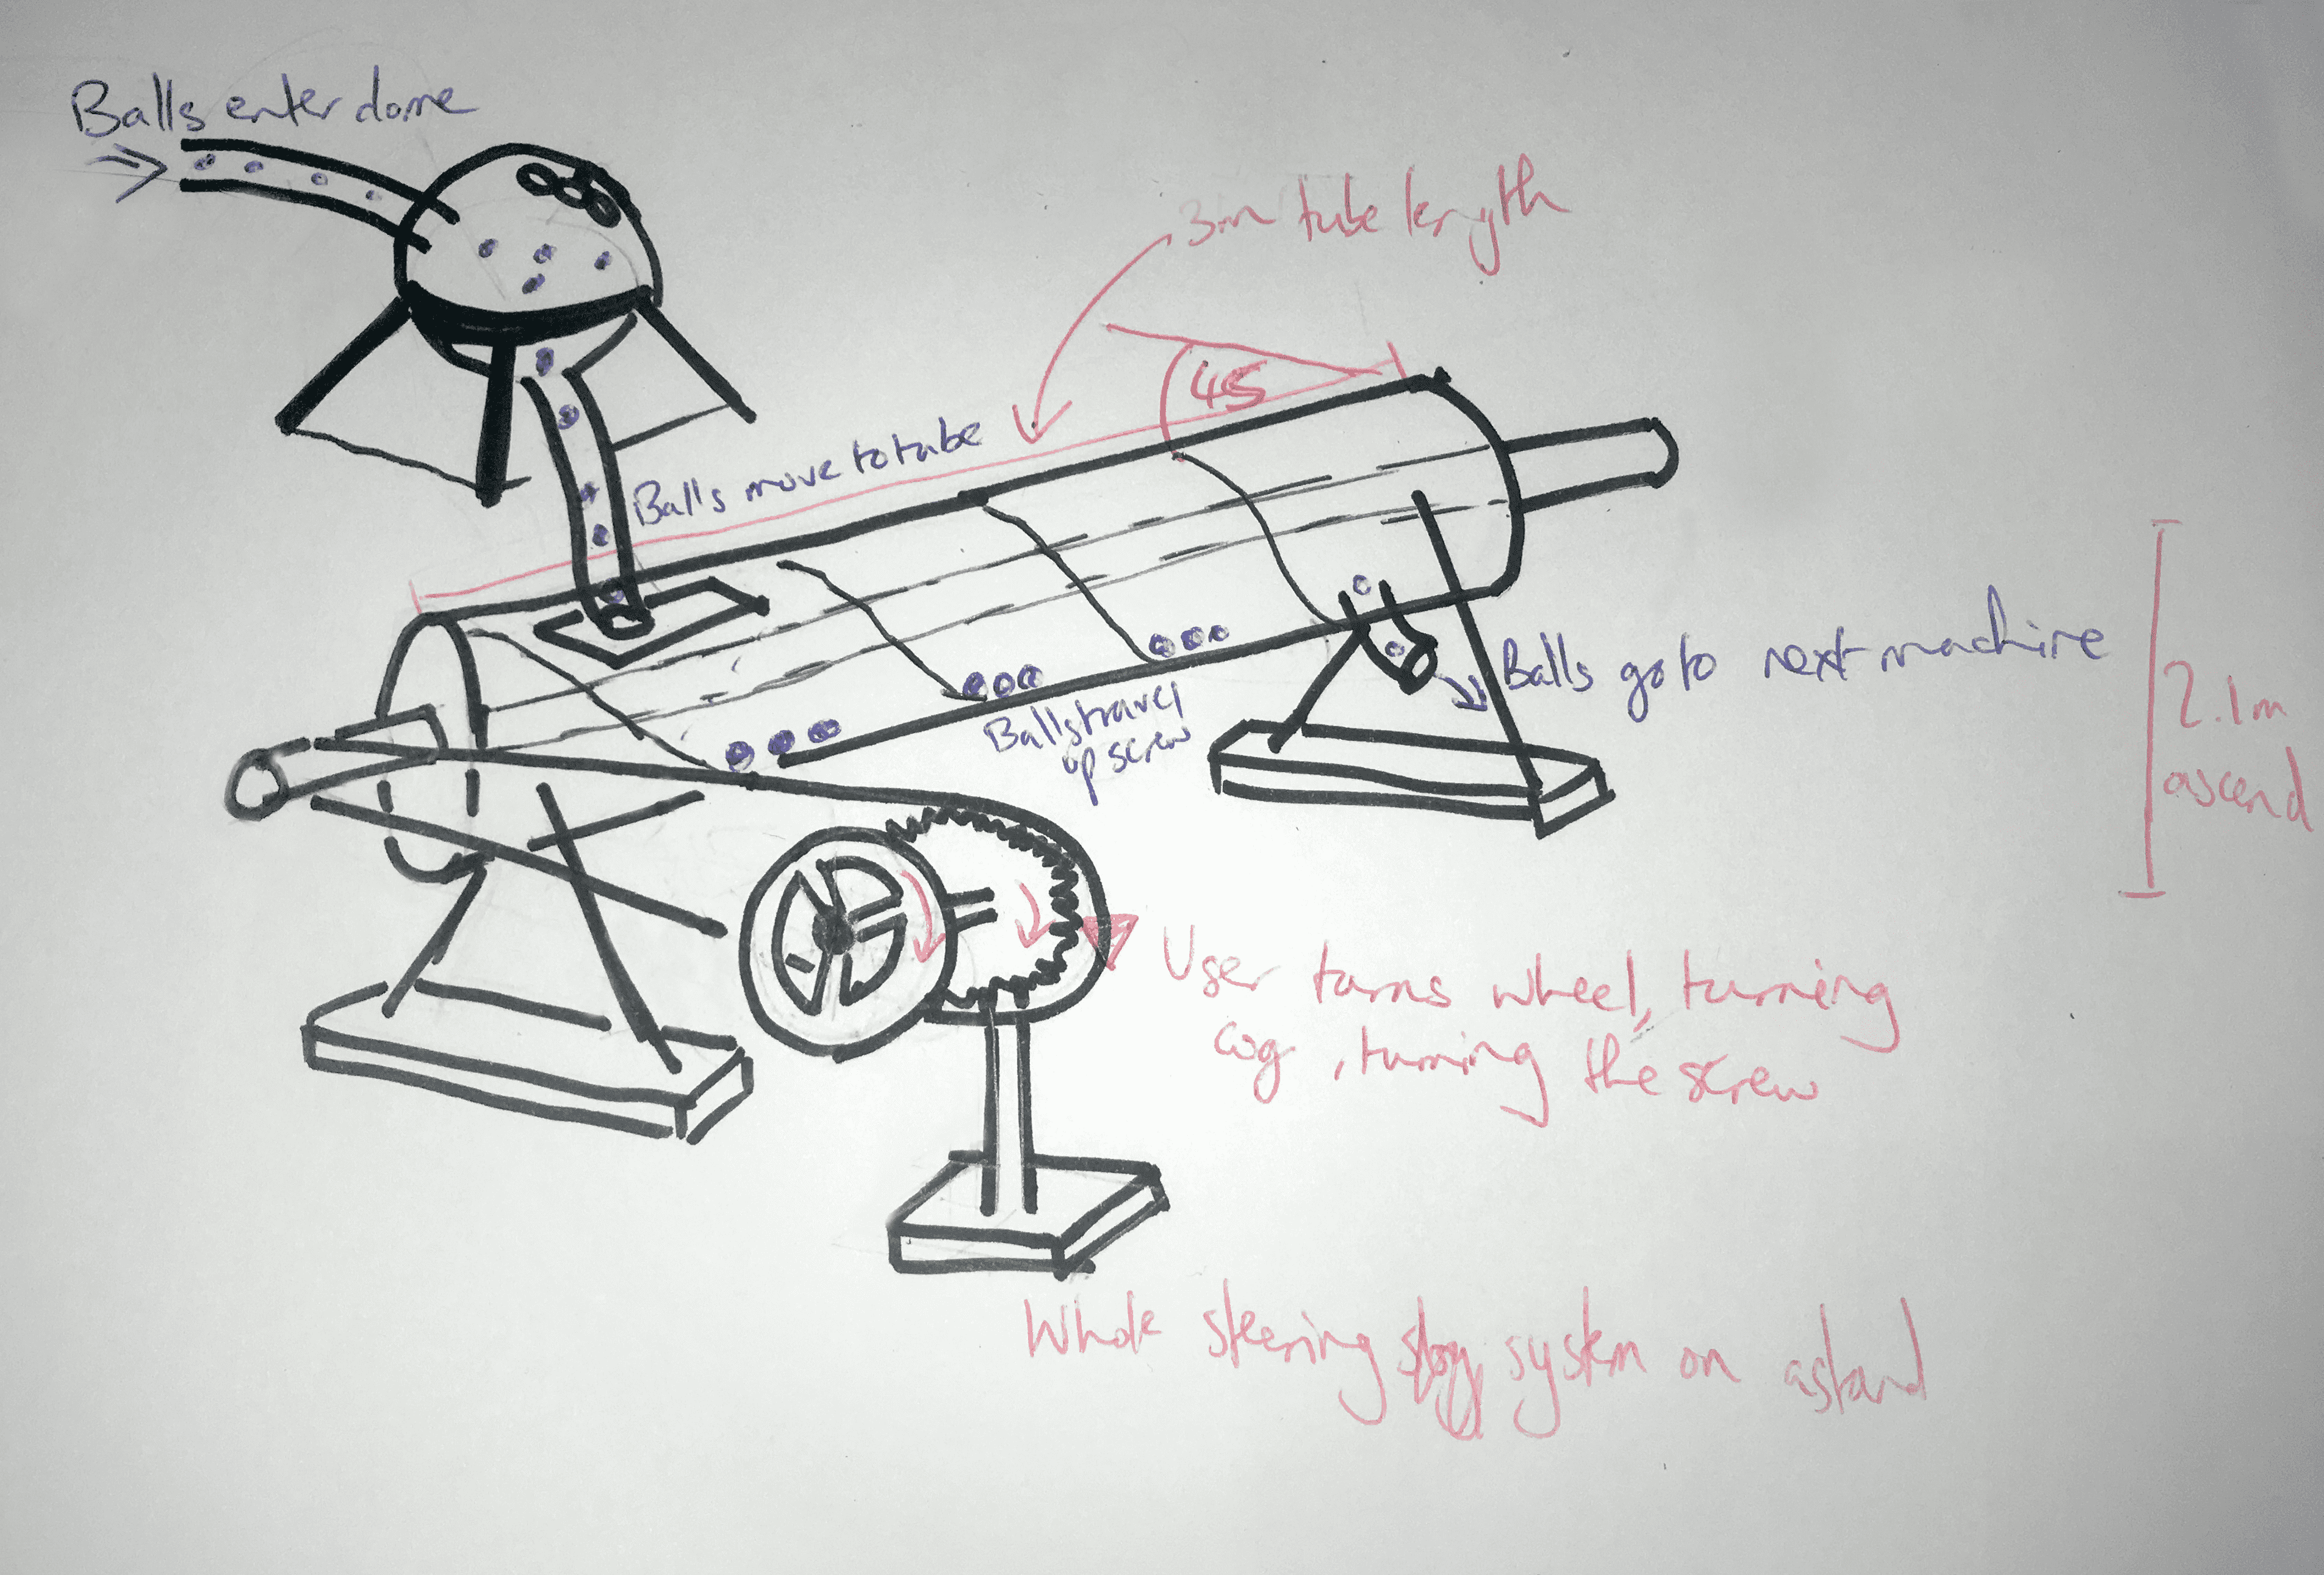 Balls enter dome
3m tube length
45
Balls move to tube
Balls go to next machine
2.1m
ascend
Balls travel
up screw
User turns wheel, turning
cog, turning the screw
Whole steering system on a stand